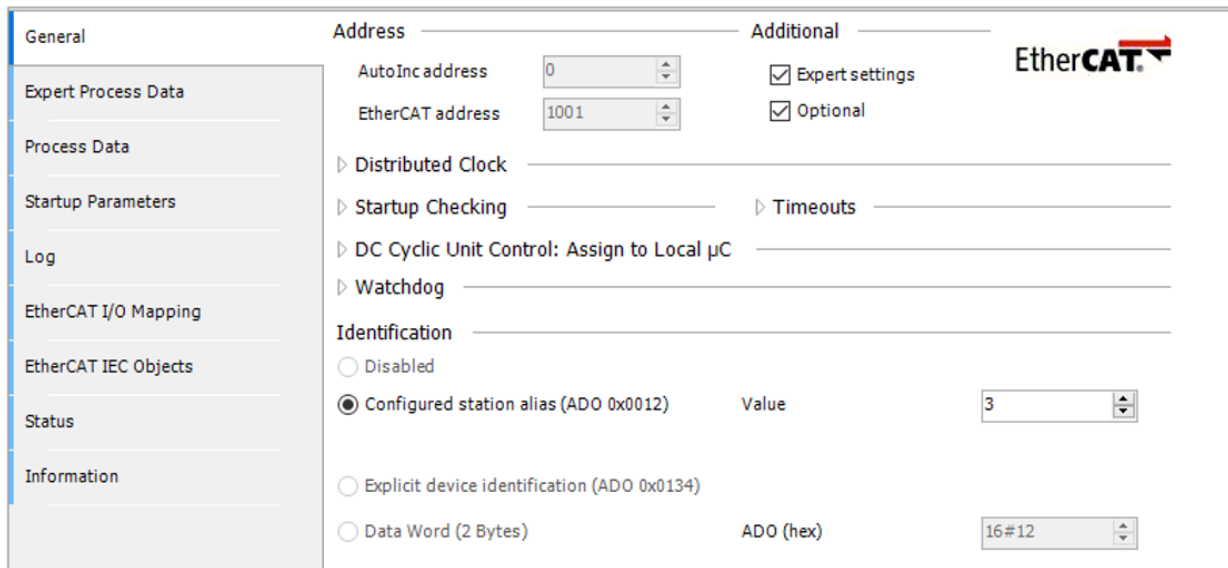 General
Expert Process Data
Process Data
Startup Parameters
Log
EtherCAT I/O Mapping
EtherCAT IEC Objects
Status
Information
Address
AutoInc address 0
EtherCAT address 1001
Additional
Expert settings
Optional
EtherCAT®
Distributed Clock
Startup Checking
Timeouts
DC Cyclic Unit Control: Assign to Local µC
Watchdog
Identification
Disabled
Configured station alias (ADO 0x0012) Value 3
Explicit device identification (ADO 0x0134)
Data Word (2 Bytes) ADO (hex) 16#12